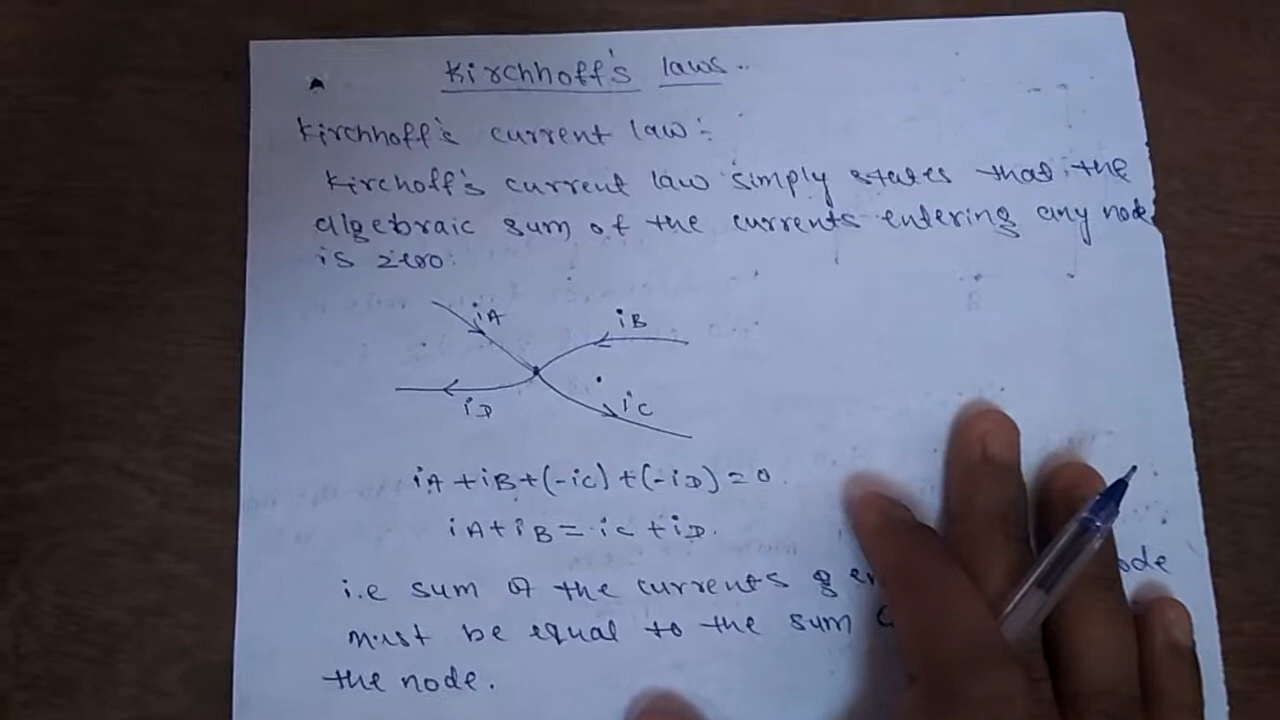 Kirchhoff's laws..
Kirchhoff's current law:
Kirchoff's current law simply states that the
algebraic sum of the currents entering any node
is zero.
iA
iB
iD
iC
iA + iB + (-ic) + (-iD) = 0.
iA + iB = ic + iD.
i.e sum of the currents
must be equal to the sum
the node.